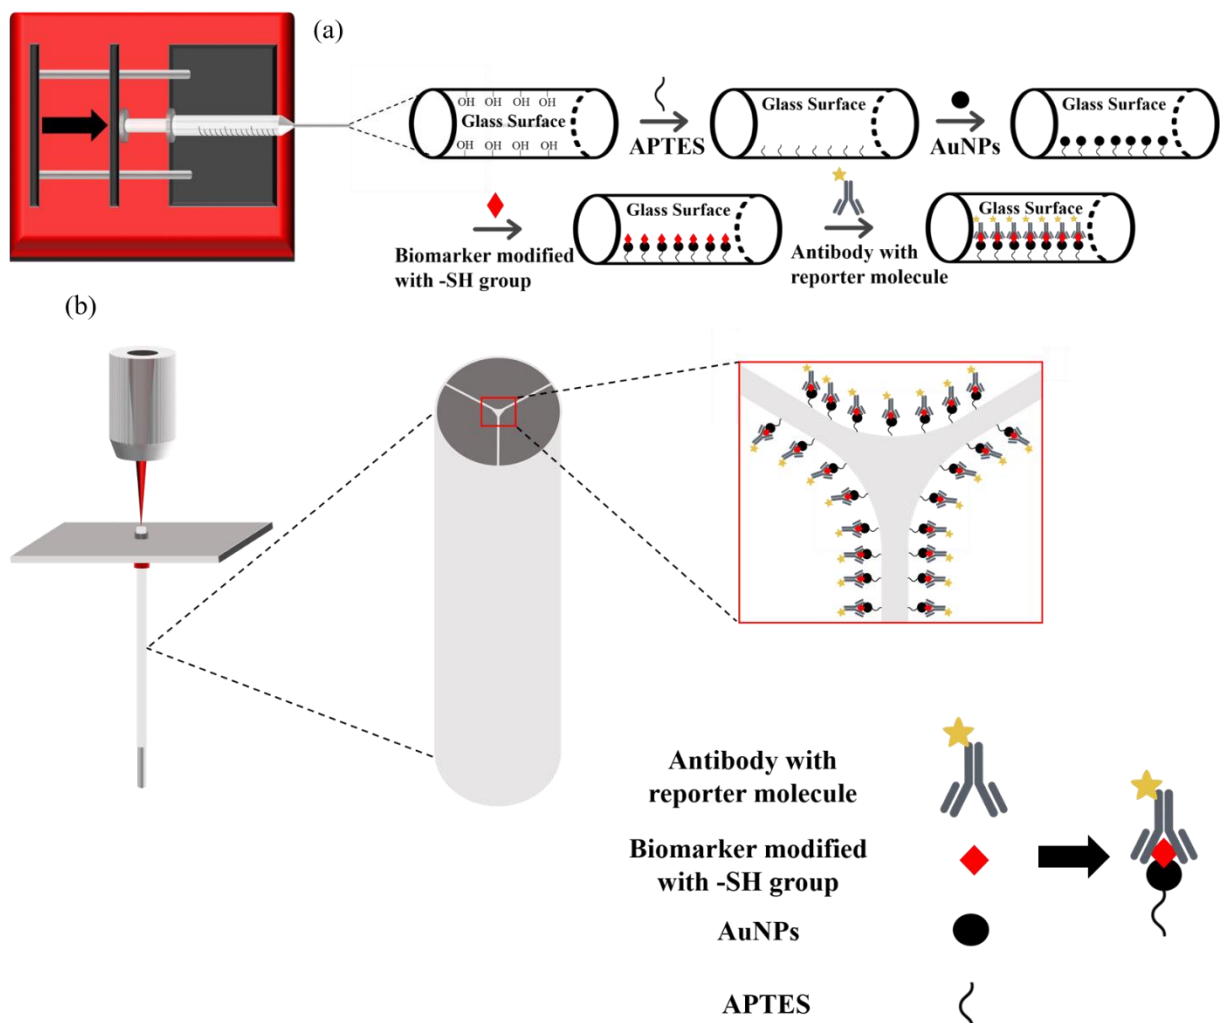 (a)
OH OH OH OH
Glass Surface
OH OH OH OH
APTES
Glass Surface
AuNPs
Glass Surface
Biomarker modified
with -SH group
Glass Surface
Antibody with
reporter molecule
Glass Surface
(b)
Antibody with
reporter molecule
Biomarker modified
with -SH group
AuNPs
APTES